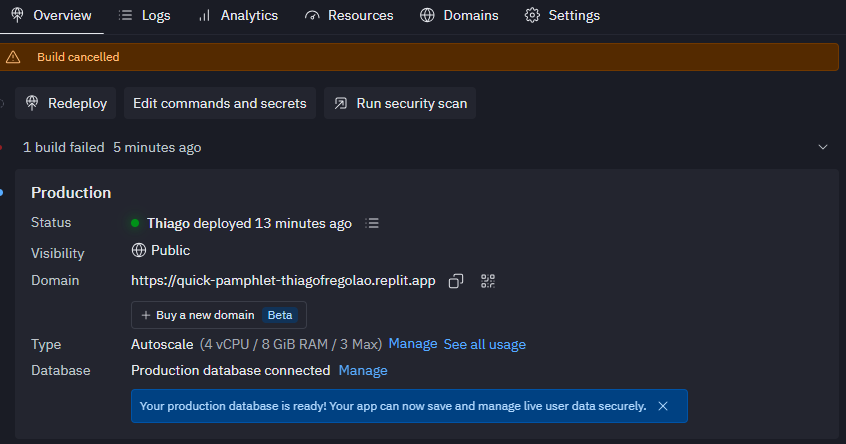 Overview Logs Analytics Resources Domains Settings
Build cancelled
Redeploy Edit commands and secrets Run security scan
1 build failed 5 minutes ago
Production
Status Thiago deployed 13 minutes ago
Visibility Public
Domain https://quick-pamphlet-thiagofregolao.replit.app
+ Buy a new domain Beta
Type Autoscale (4 vCPU / 8 GiB RAM / 3 Max) Manage See all usage
Database Production database connected Manage
Your production database is ready! Your app can now save and manage live user data securely.